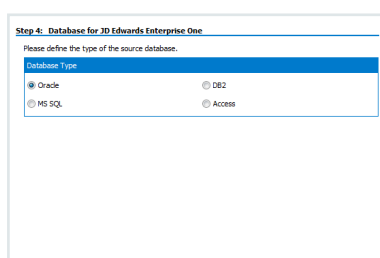 Step 4: Database for JD Edwards Enterprise One
Please define the type of the source database.
Database Type
Oracle
DB2
MS SQL
Access